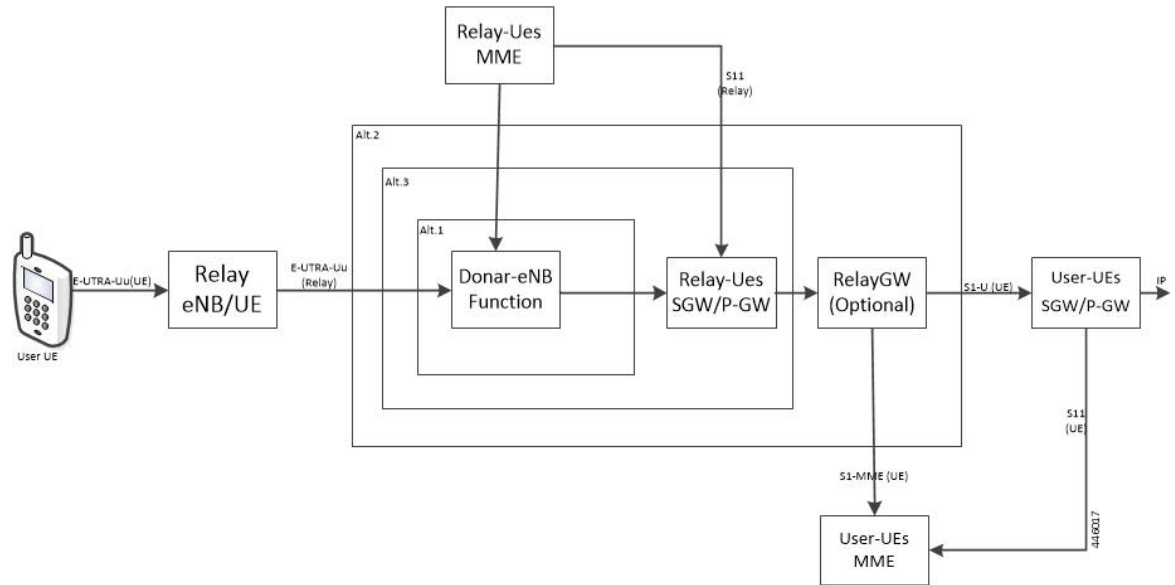 Relay-Ues
MME
S11
(Relay)
Alt.2
Alt.3
Alt.1
E-UTRA-Uu(UE)
Relay
eNB/UE
E-UTRA-Uu
(Relay)
Donar-eNB
Function
Relay-Ues
SGW/P-GW
RelayGW
(Optional)
S1-U (UE)
User-UEs
SGW/P-GW
IP
User UE
S11
(UE)
S1-MME (UE)
User-UEs
MME
446017